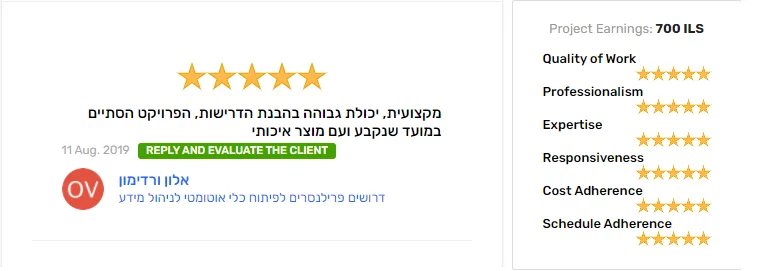 מקצועית, יכולת גבוהה בהבנת הדרישות, הפרויקט הסתיים
במועד שנקבע ועם מוצר איכותי
11 Aug. 2019 REPLY AND EVALUATE THE CLIENT
OV
אלון ורדימון
דרושים פרילנסרים לפיתוח כלי אוטומטי לניהול מידע
Project Earnings: 700 ILS
Quality of Work
Professionalism
Expertise
Responsiveness
Cost Adherence
Schedule Adherence